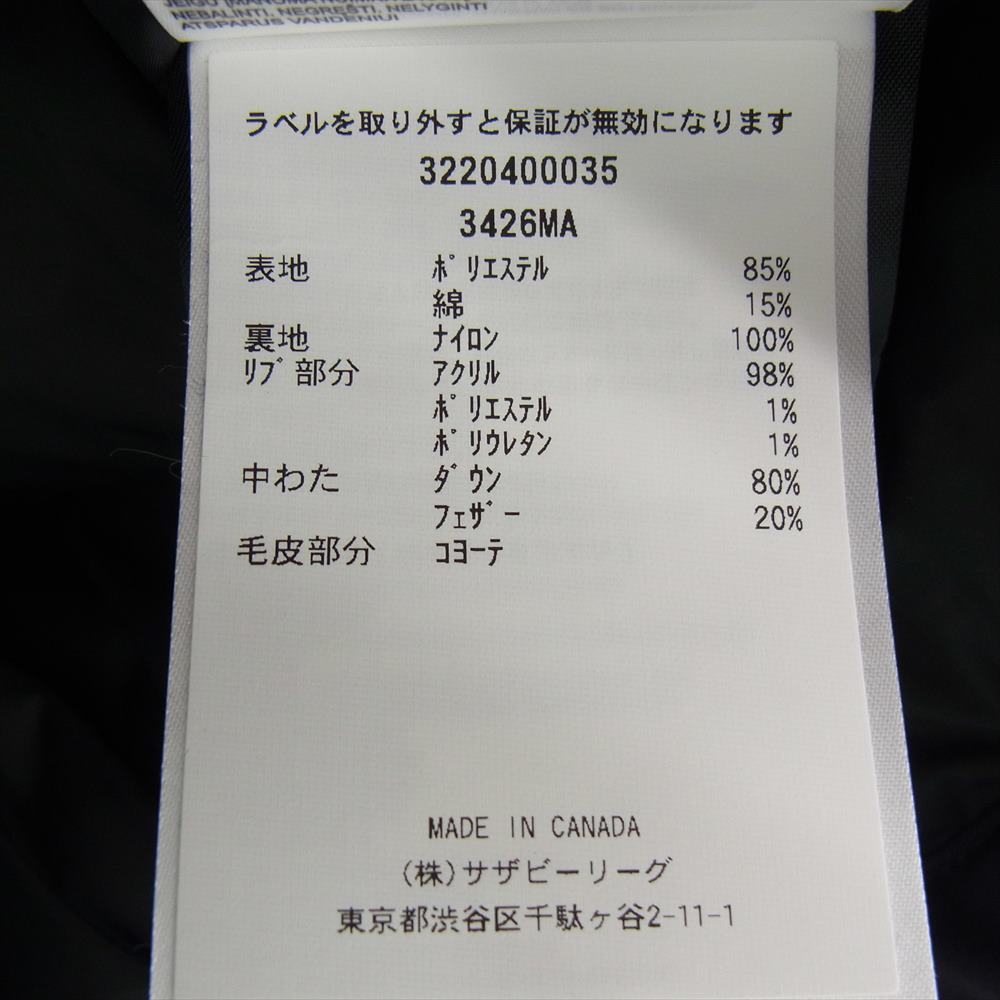 NEBALINTI, NEGRESTI, NELYGINTI
ATSPARUS VANDENIUI
ラベルを取り外すと保証が無効になります
3220400035
3426MA
表地 ﾎﾟﾘｴｽﾃﾙ 85%
綿 15%
裏地 ﾅｲﾛﾝ 100%
ﾘﾌﾞ部分 ｱｸﾘﾙ 98%
ﾎﾟﾘｴｽﾃﾙ 1%
ﾎﾟﾘｳﾚﾀﾝ 1%
中わた ﾀﾞｳﾝ 80%
ﾌｪｻﾞｰ 20%
毛皮部分 ｺﾖｰﾃ
MADE IN CANADA
(株)サザビーリーグ
東京都渋谷区千駄ヶ谷2-11-1